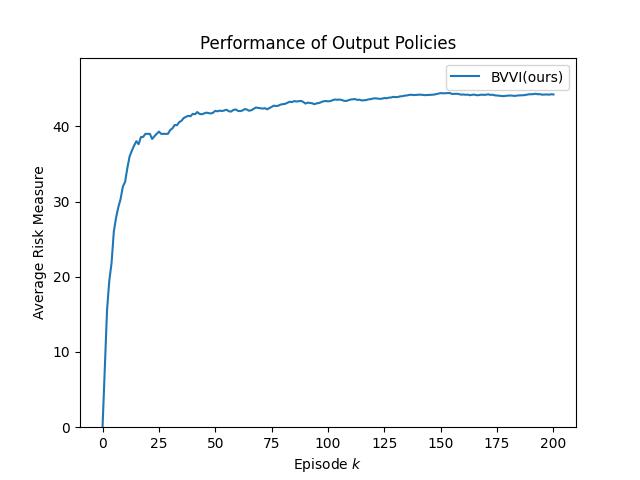 Performance of Output Policies
BVVI(ours)
Average Risk Measure
40
30
20
10
0
0 25 50 75 100 125 150 175 200
Episode k